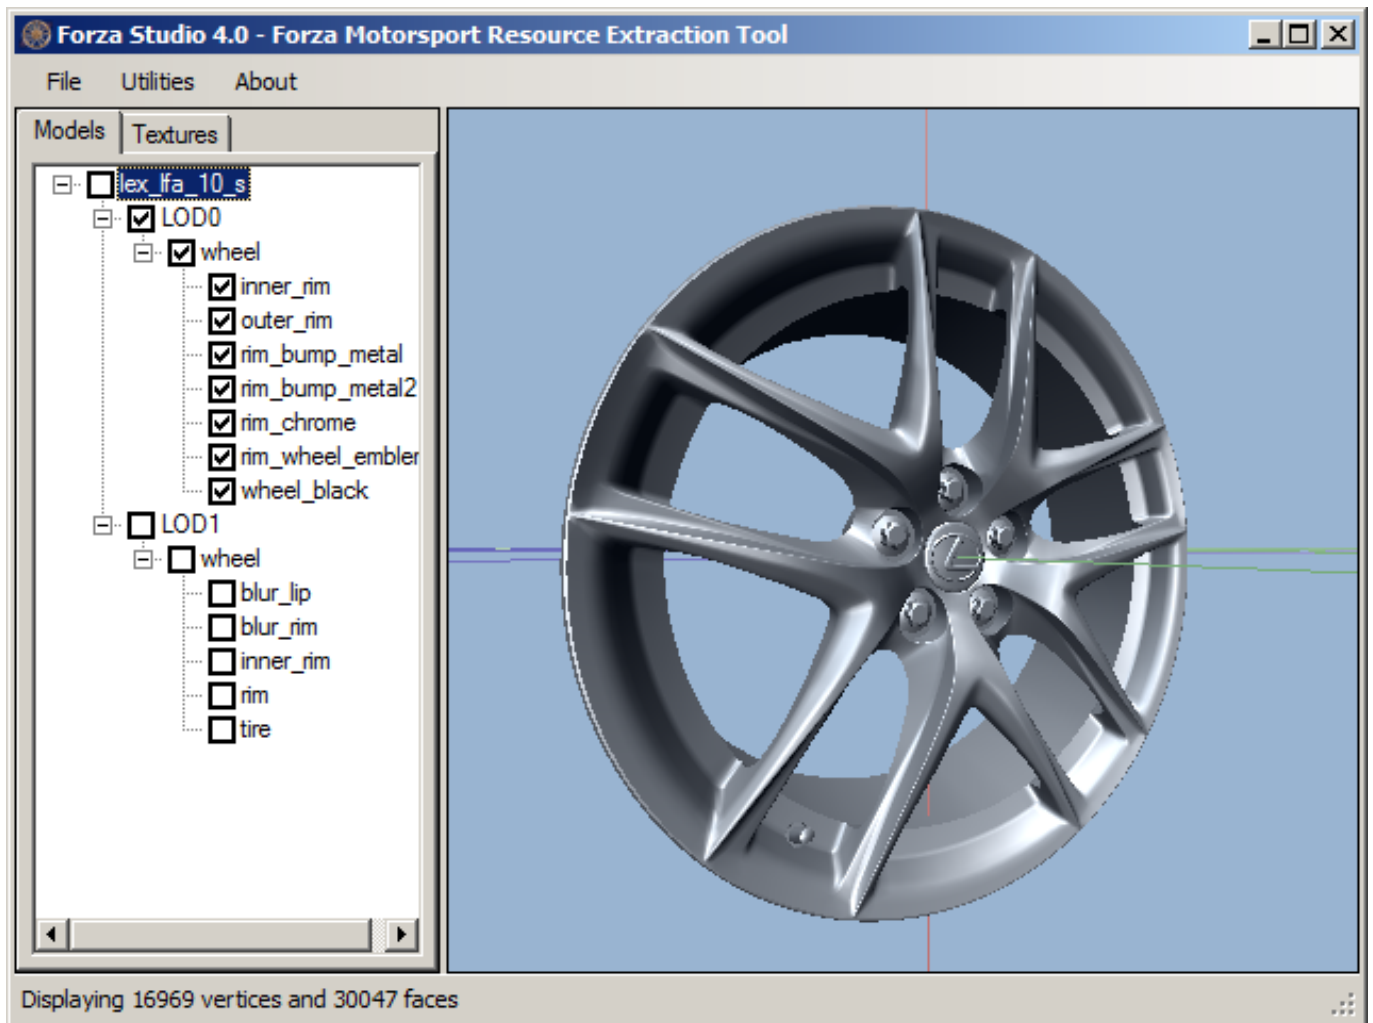 Forza Studio 4.0 - Forza Motorsport Resource Extraction Tool
File Utilities About
Models Textures
lex_lfa_10_s
LOD0
wheel
inner_rim
outer_rim
rim_bump_metal
rim_bump_metal2
rim_chrome
rim_wheel_embler
wheel_black
LOD1
wheel
blur_lip
blur_rim
inner_rim
rim
tire
Displaying 16969 vertices and 30047 faces